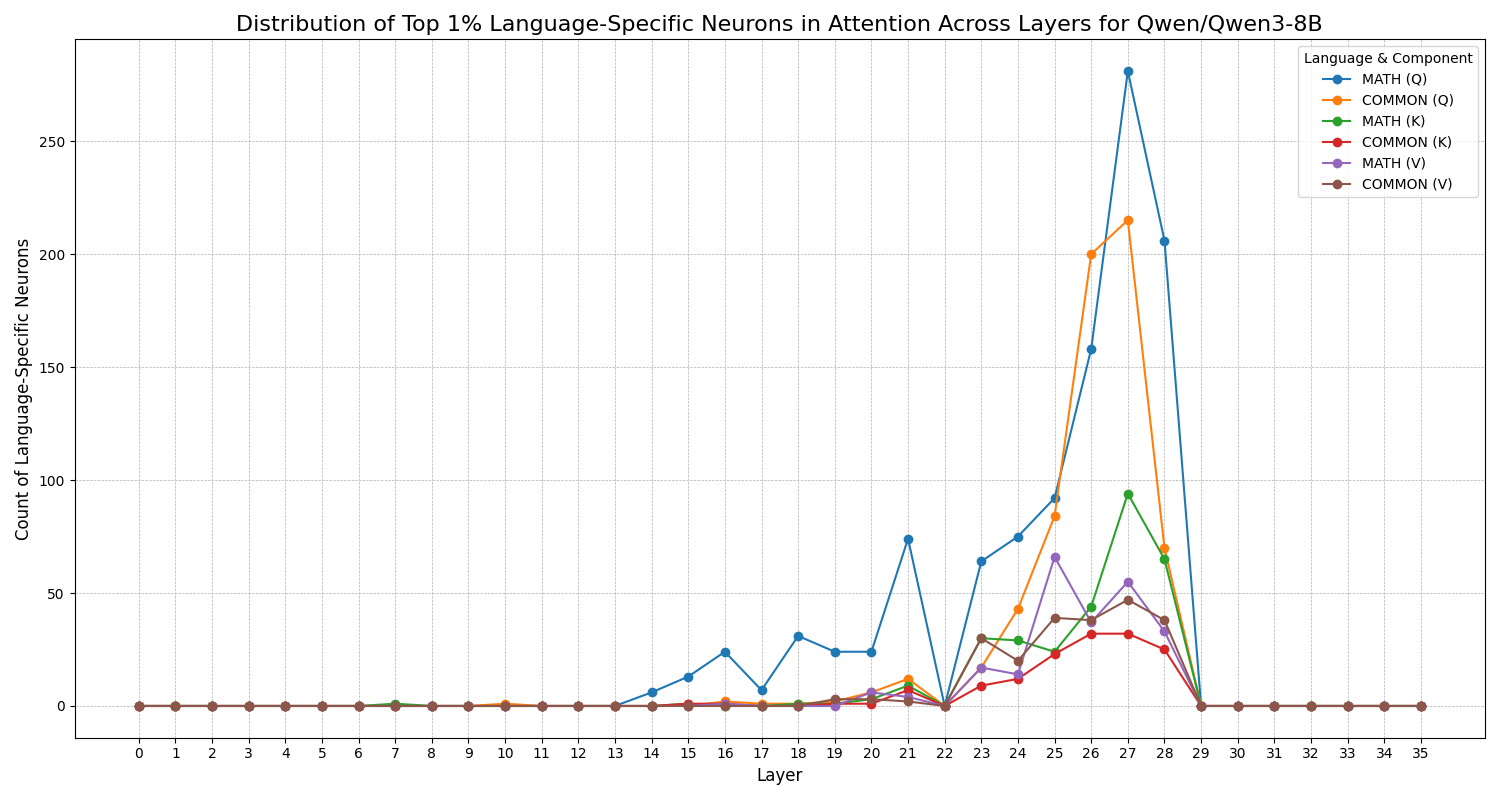 Distribution of Top 1% Language-Specific Neurons in Attention Across Layers for Qwen/Qwen3-8B
Language & Component
MATH (Q)
COMMON (Q)
MATH (K)
COMMON (K)
MATH (V)
COMMON (V)
Count of Language-Specific Neurons
250
200
150
100
50
0
0 1 2 3 4 5 6 7 8 9 10 11 12 13 14 15 16 17 18 19 20 21 22 23 24 25 26 27 28 29 30 31 32 33 34 35
Layer